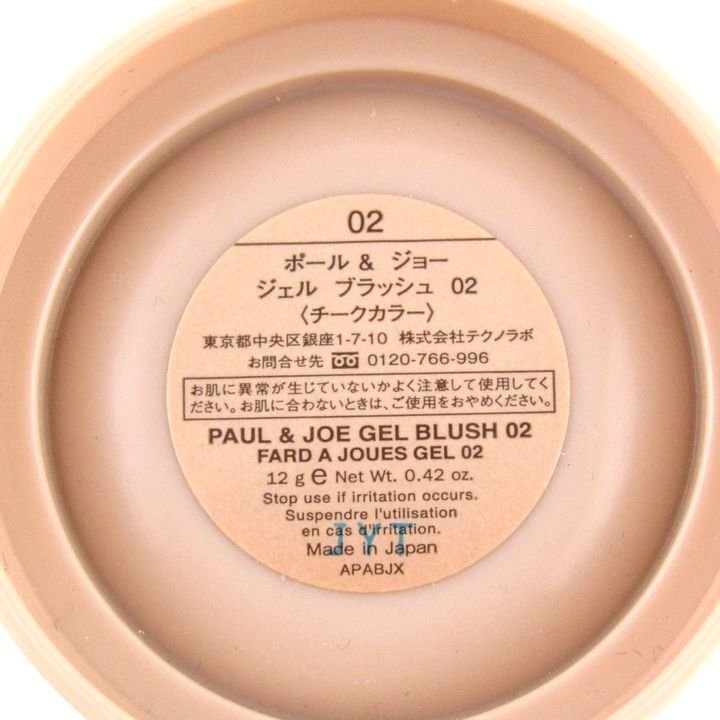 02
ポール & ジョー
ジェル ブラッシュ 02
〈チークカラー〉
東京都中央区銀座1-7-10 株式会社テクノラボ
お問合せ先 0120-766-996
お肌に異常が生じていないかよく注意して使用してく
ださい。お肌に合わないときは、ご使用をおやめください。
PAUL & JOE GEL BLUSH 02
FARD A JOUES GEL 02
12 g ℮ Net Wt. 0.42 oz.
Stop use if irritation occurs.
Suspendre l'utilisation
en cas d'irritation.
JYT
Made in Japan
APABJX